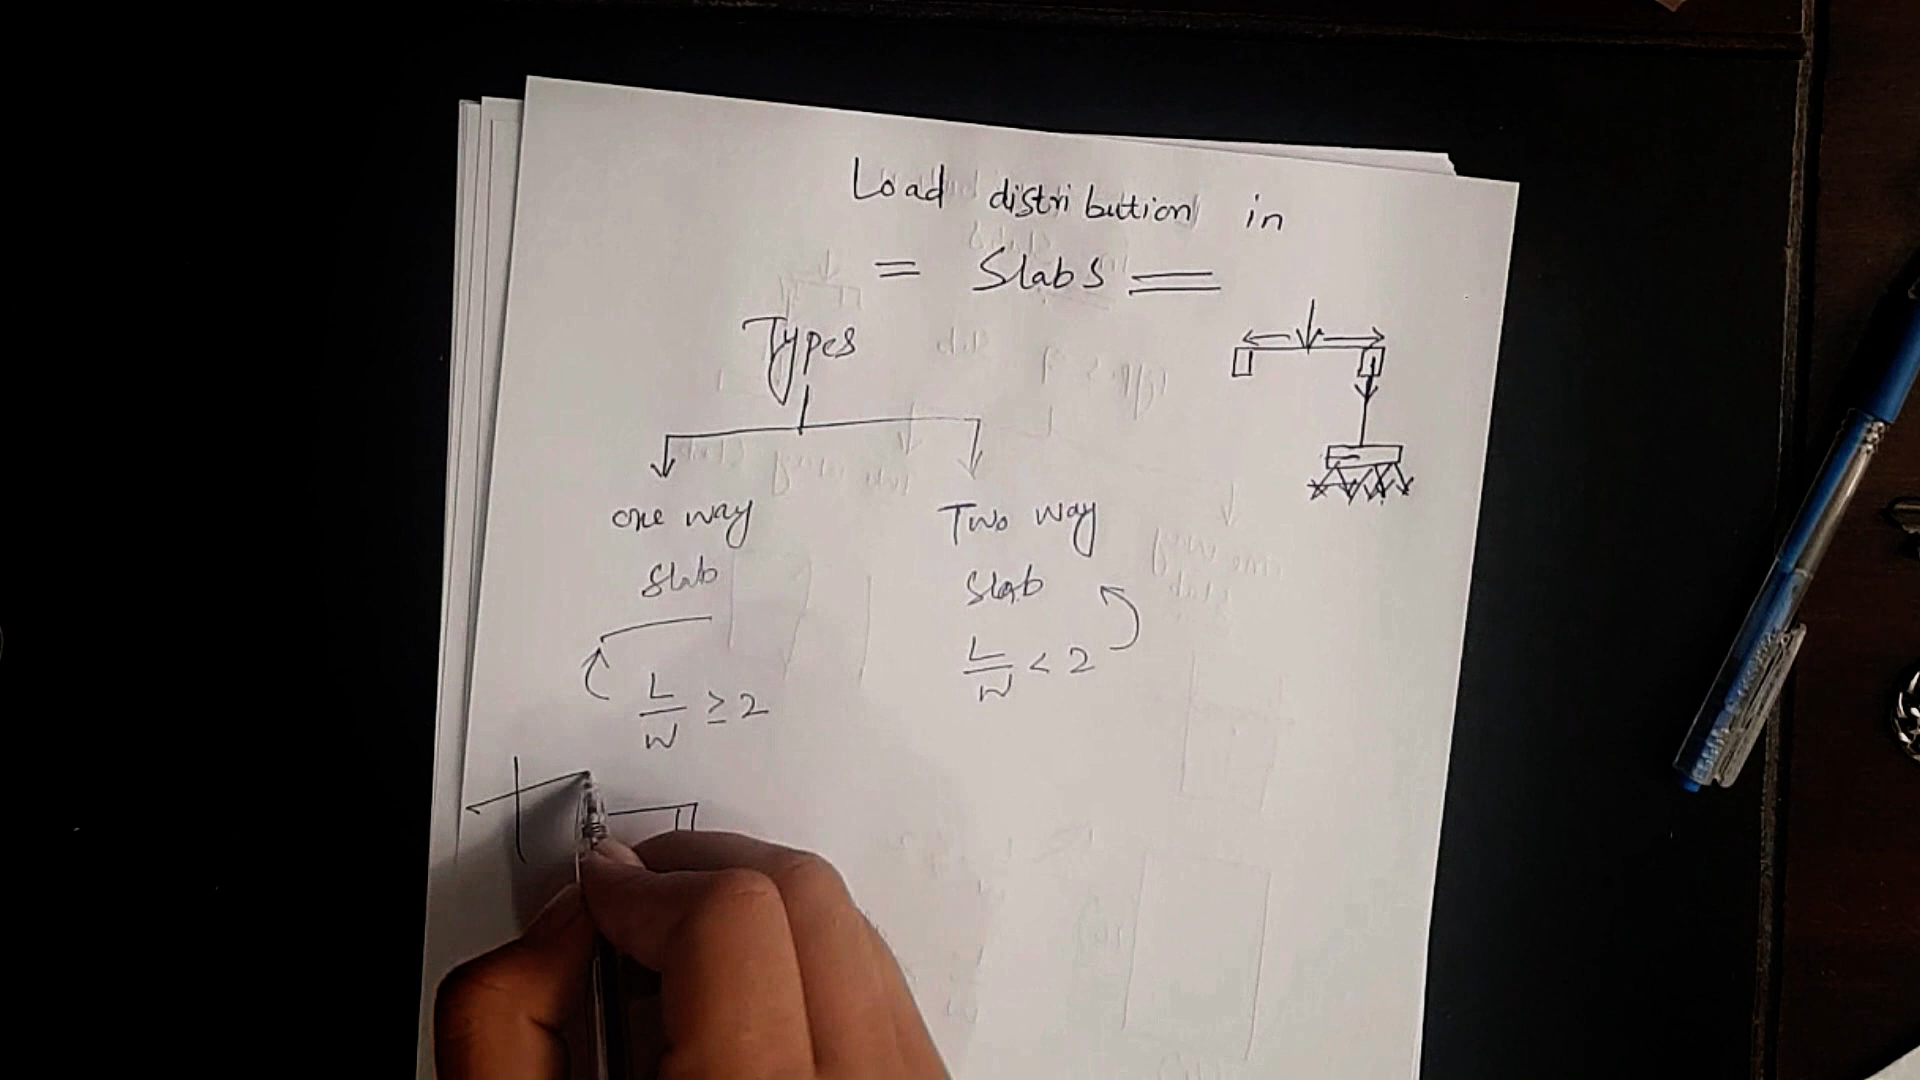 Load distribution in
= Slabs =
Types
one way
slab
L/W ≥ 2
Two way
Slab
L/W < 2